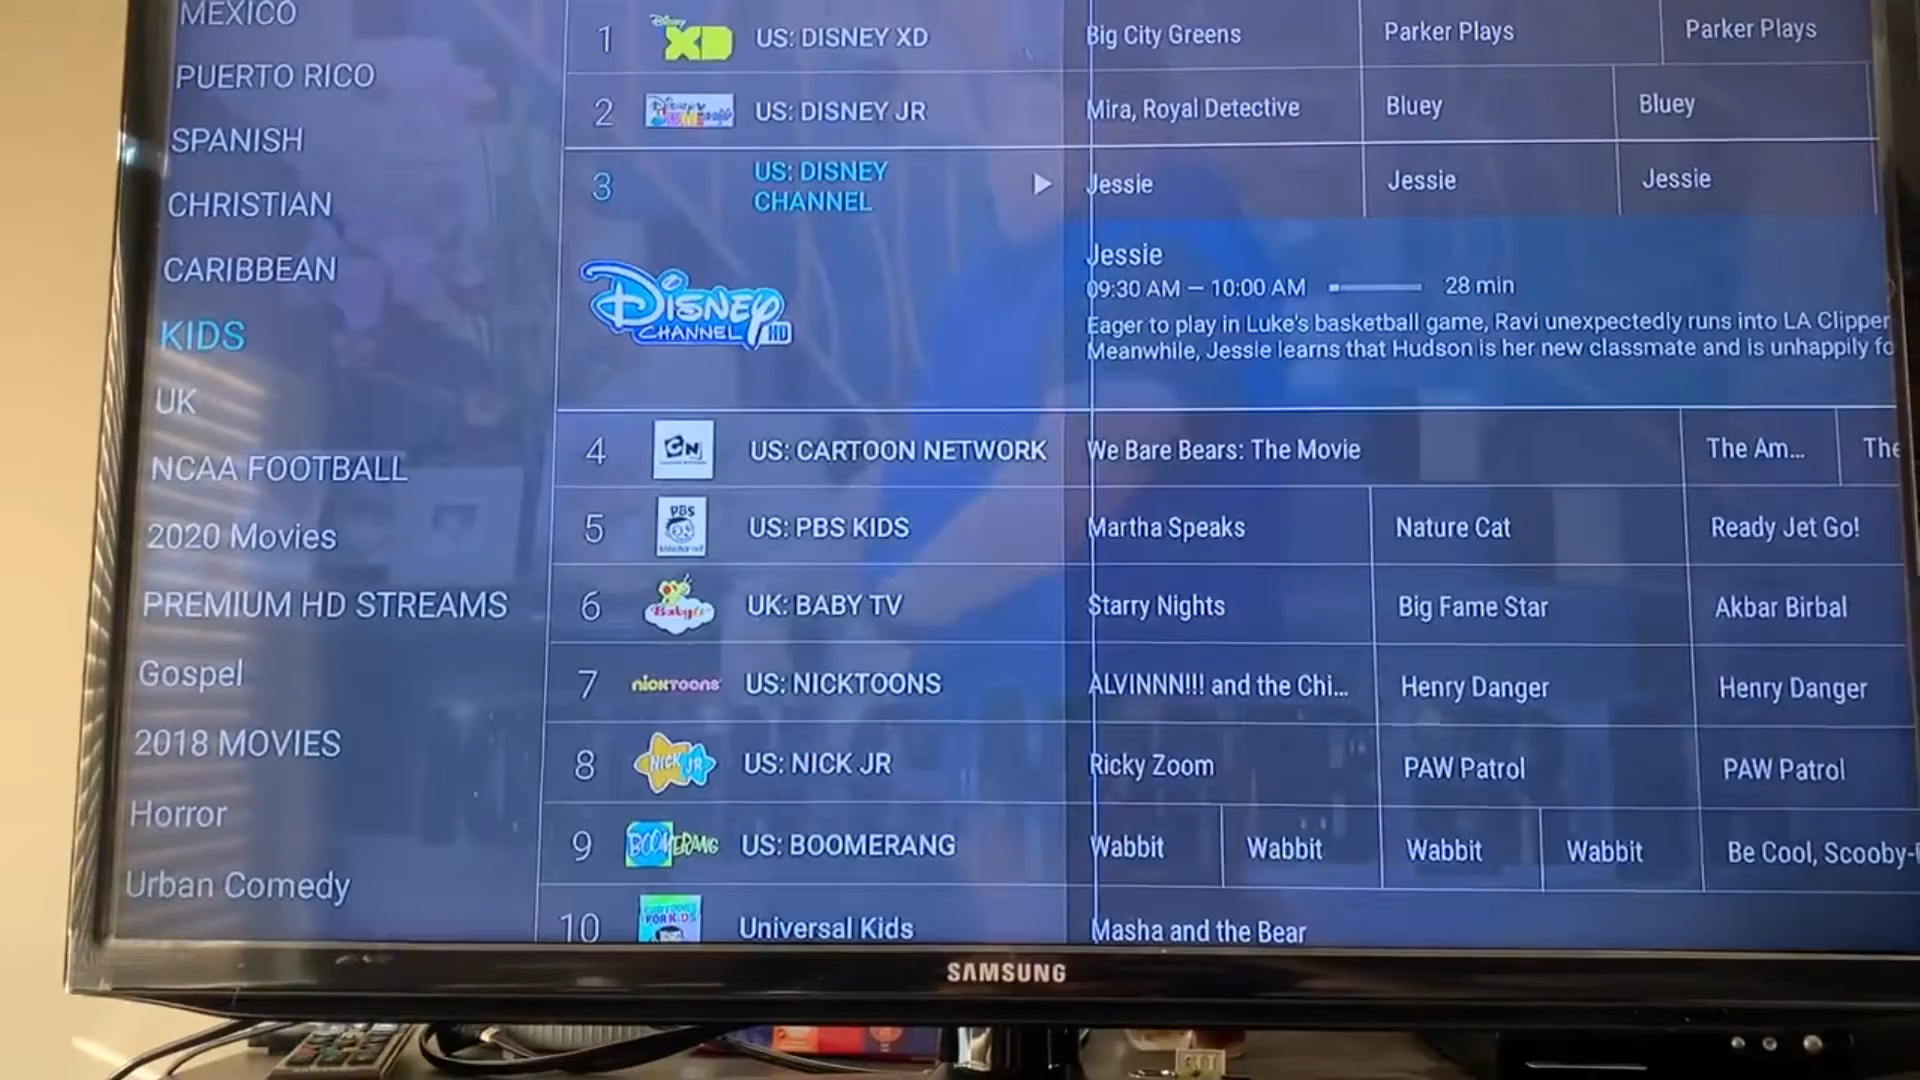 MEXICO
PUERTO RICO
SPANISH
CHRISTIAN
CARIBBEAN
KIDS
UK
NCAA FOOTBALL
2020 Movies
PREMIUM HD STREAMS
Gospel
2018 MOVIES
Horror
Urban Comedy
1 Disney XD US: DISNEY XD Big City Greens Parker Plays Parker Plays
2 Disney US: DISNEY JR Mira, Royal Detective Bluey Bluey
3 US: DISNEY CHANNEL Jessie Jessie Jessie
DISNEY CHANNEL HD
Jessie
09:30 AM — 10:00 AM 28 min
Eager to play in Luke's basketball game, Ravi unexpectedly runs into LA Clipper
Meanwhile, Jessie learns that Hudson is her new classmate and is unhappily fo
4 CN US: CARTOON NETWORK We Bare Bears: The Movie The Am... The
5 PBS US: PBS KIDS Martha Speaks Nature Cat Ready Jet Go!
6 Baby UK: BABY TV Starry Nights Big Fame Star Akbar Birbal
7 nicktoons US: NICKTOONS ALVINNN!!! and the Chi... Henry Danger Henry Danger
8 NICK JR US: NICK JR Ricky Zoom PAW Patrol PAW Patrol
9 BOOMERANG US: BOOMERANG Wabbit Wabbit Wabbit Wabbit Be Cool, Scooby-
10 CARTOONS FOR KIDS Universal Kids Masha and the Bear
SAMSUNG